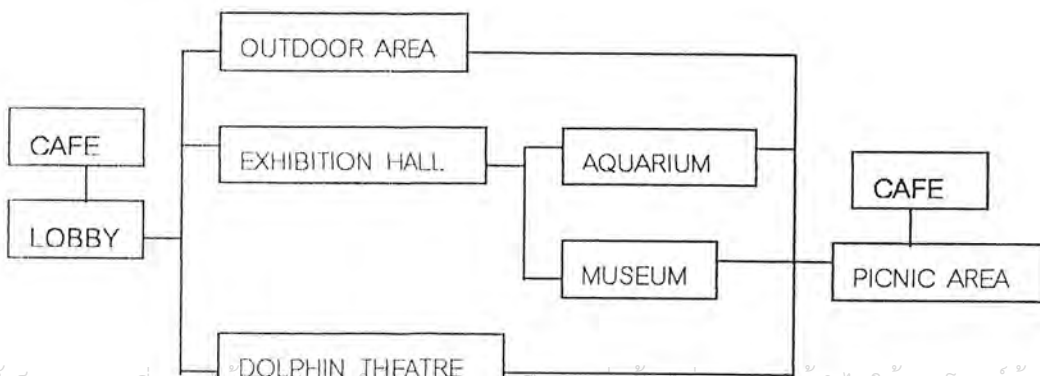 OUTDOOR AREA
CAFE
EXHIBITION HALL
AQUARIUM
CAFE
LOBBY
MUSEUM
PICNIC AREA
DOLPHIN THEATRE